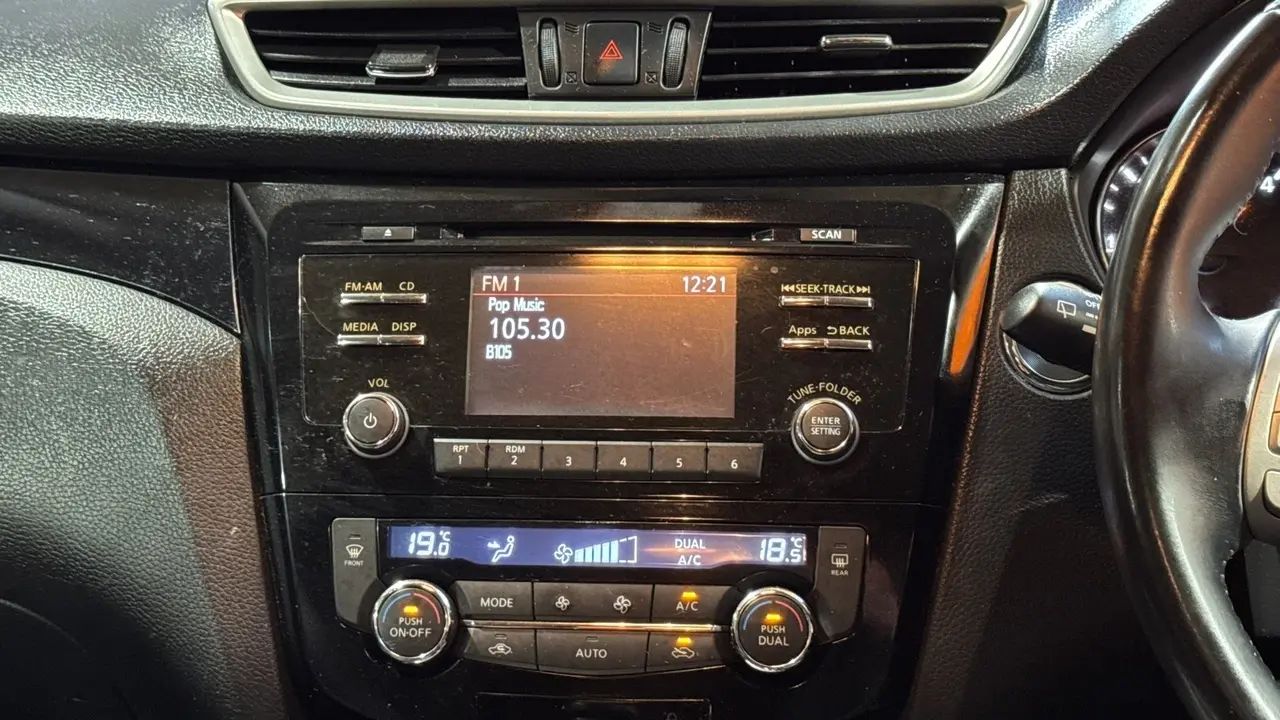 SCAN
FM·AM CD
MEDIA DISP
VOL
FM 1 12:21
Pop Music
105.30
B105
SEEK·TRACK
Apps BACK
TUNE·FOLDER
ENTER
SETTING
RPT
1
RDM
2
3
4
5
6
FRONT
19.0 °C
DUAL
A/C
18.5 °C
REAR
PUSH
ON·OFF
MODE
A/C
AUTO
PUSH
DUAL
4